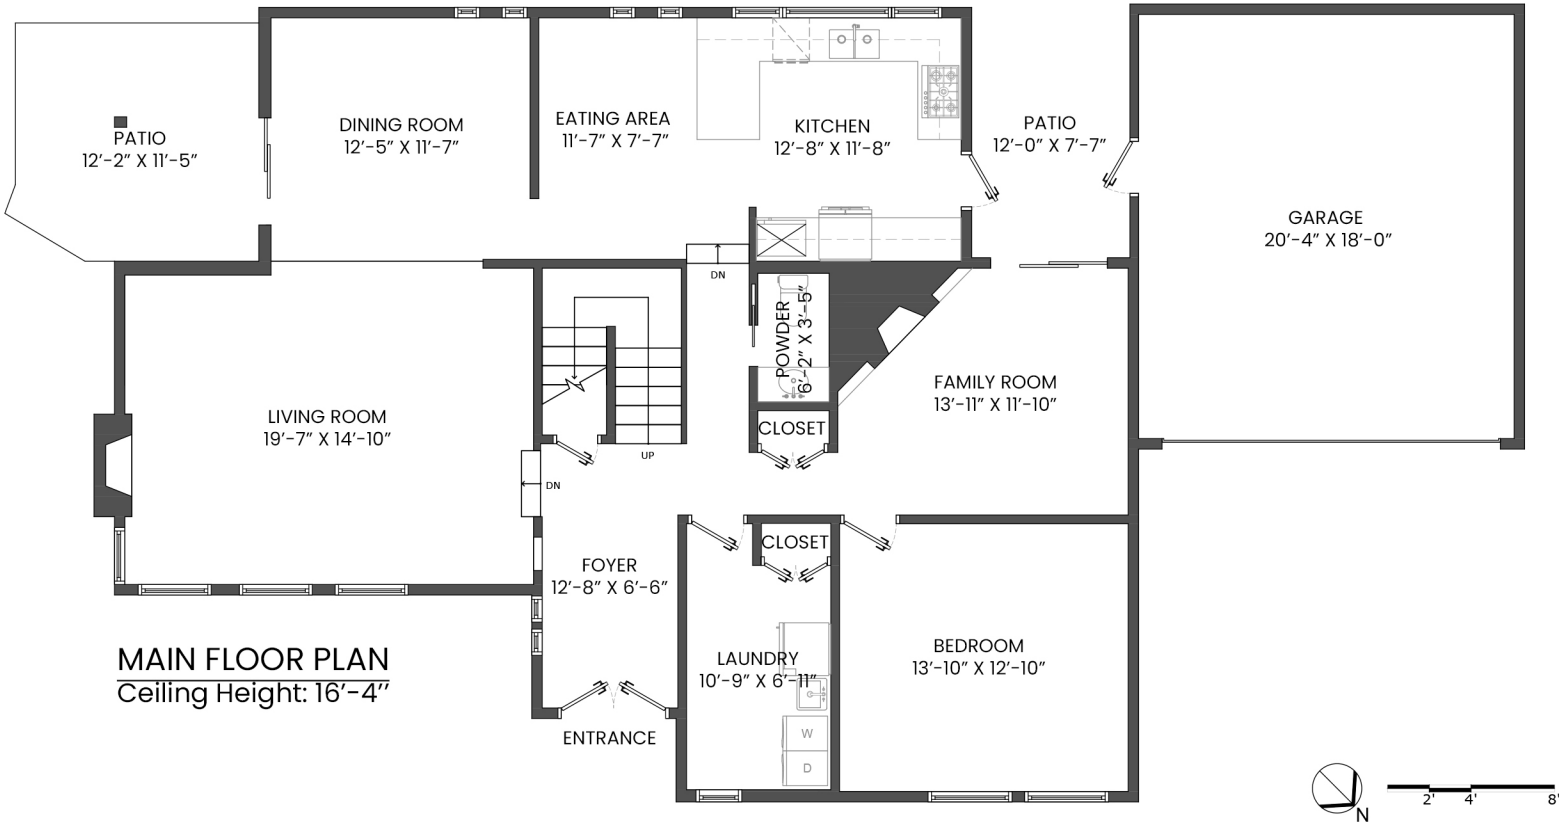 PATIO
12'-2" X 11'-5"
DINING ROOM
12'-5" X 11'-7"
EATING AREA
11'-7" X 7'-7"
KITCHEN
12'-8" X 11'-8"
PATIO
12'-0" X 7'-7"
GARAGE
20'-4" X 18'-0"
DN
POWDER
6'-2" X 3'-5"
FAMILY ROOM
13'-11" X 11'-10"
LIVING ROOM
19'-7" X 14'-10"
CLOSET
UP
DN
CLOSET
FOYER
12'-8" X 6'-6"
LAUNDRY
10'-9" X 6'-11"
BEDROOM
13'-10" X 12'-10"
MAIN FLOOR PLAN
Ceiling Height: 16'-4''
ENTRANCE
W
D
N
2' 4' 8'